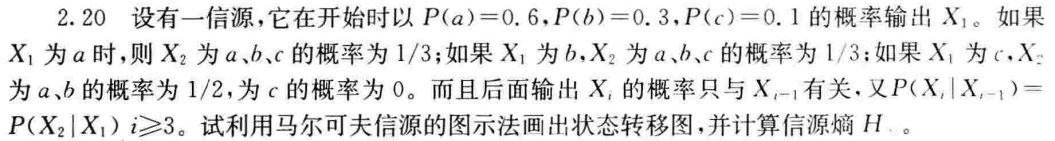 2.20 设有一信源,它在开始时以 P(a)=0.6,P(b)=0.3,P(c)=0.1 的概率输出 X₁。如果
X₁ 为 a 时,则 X₂ 为 a、b、c 的概率为 1/3;如果 X₁ 为 b,X₂ 为 a、b、c 的概率为 1/3;如果 X₁ 为 c,X₂
为 a、b 的概率为 1/2,为 c 的概率为 0。而且后面输出 Xᵢ 的概率只与 Xᵢ₋₁ 有关,又P(Xᵢ|Xᵢ₋₁)=
P(X₂|X₁) i≥3。试利用马尔可夫信源的图示法画出状态转移图,并计算信源熵 H 。